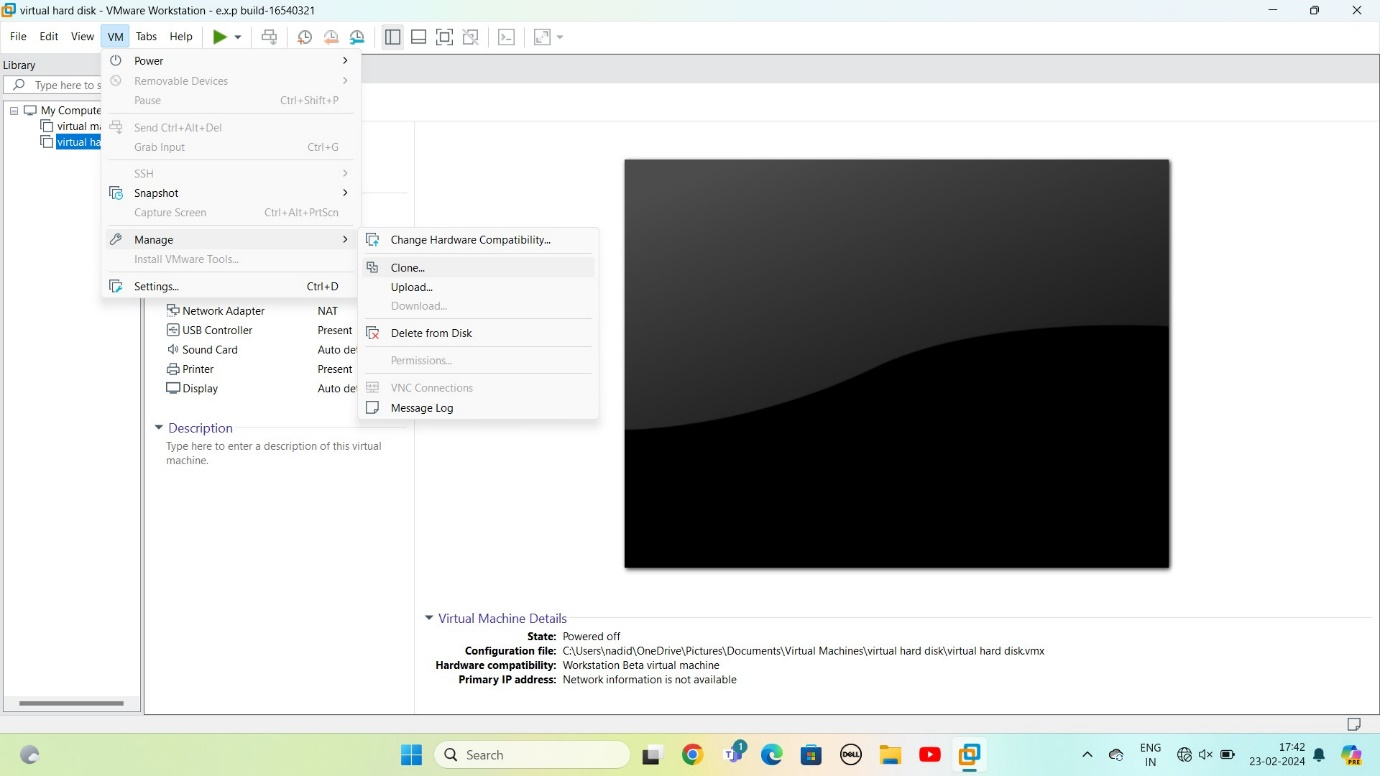 virtual hard disk - VMware Workstation - e.x.p build-16540321
File Edit View VM Tabs Help
Library
Type here to s
My Compute
virtual ma
virtual ha
Power
Removable Devices
Pause Ctrl+Shift+P
Send Ctrl+Alt+Del
Grab Input Ctrl+G
SSH
Snapshot
Capture Screen Ctrl+Alt+PrtScn
Manage
Install VMware Tools...
Settings... Ctrl+D
Change Hardware Compatibility...
Clone...
Upload...
Download...
Delete from Disk
Permissions...
VNC Connections
Message Log
Network Adapter NAT
USB Controller Present
Sound Card Auto de
Printer Present
Display Auto de
Description
Type here to enter a description of this virtual
machine.
Virtual Machine Details
State: Powered off
Configuration file: C:\Users\nadid\OneDrive\Pictures\Documents\Virtual Machines\virtual hard disk\virtual hard disk.vmx
Hardware compatibility: Workstation Beta virtual machine
Primary IP address: Network information is not available
Search
1
DELL
ENG
IN
17:42
23-02-2024
PRE